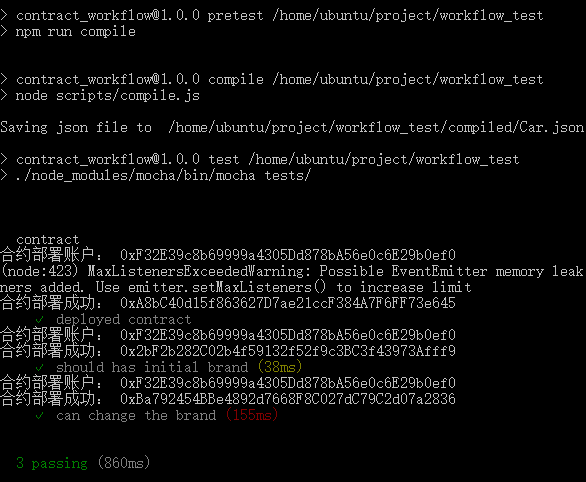 > contract_workflow@1.0.0 pretest /home/ubuntu/project/workflow_test
> npm run compile
> contract_workflow@1.0.0 compile /home/ubuntu/project/workflow_test
> node scripts/compile.js
Saving json file to  /home/ubuntu/project/workflow_test/compiled/Car.json
> contract_workflow@1.0.0 test /home/ubuntu/project/workflow_test
> ./node_modules/mocha/bin/mocha tests/
contract
合约部署账户： 0xF32E39c8b69999a4305Dd878bA56e0c6E29b0ef0
(node:423) MaxListenersExceededWarning: Possible EventEmitter memory leak
ners added. Use emitter.setMaxListeners() to increase limit
合约部署成功： 0xA8bC40d15f863627D7ae21ccF384A7F6FF73e645
✓ deployed contract
合约部署账户： 0xF32E39c8b69999a4305Dd878bA56e0c6E29b0ef0
合约部署成功： 0x2bF2b282C02b4f59132f52f9c3BC3f43973Afff9
✓ should has initial brand (38ms)
合约部署账户： 0xF32E39c8b69999a4305Dd878bA56e0c6E29b0ef0
合约部署成功： 0xBa792454BBe4892d7668F8C027dC79C2d07a2836
✓ can change the brand (155ms)
3 passing (860ms)